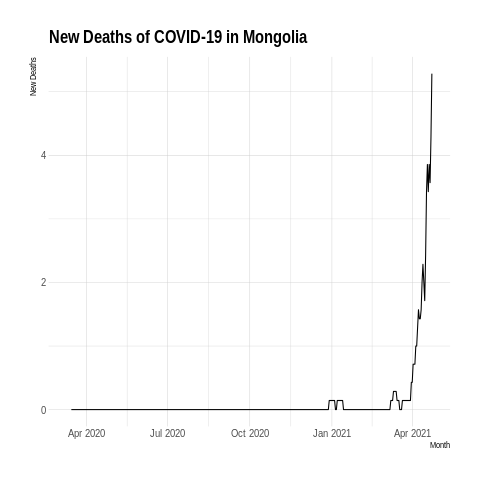 New Deaths of COVID-19 in Mongolia
New Deaths
4
2
0
Apr 2020 Jul 2020 Oct 2020 Jan 2021 Apr 2021
Month